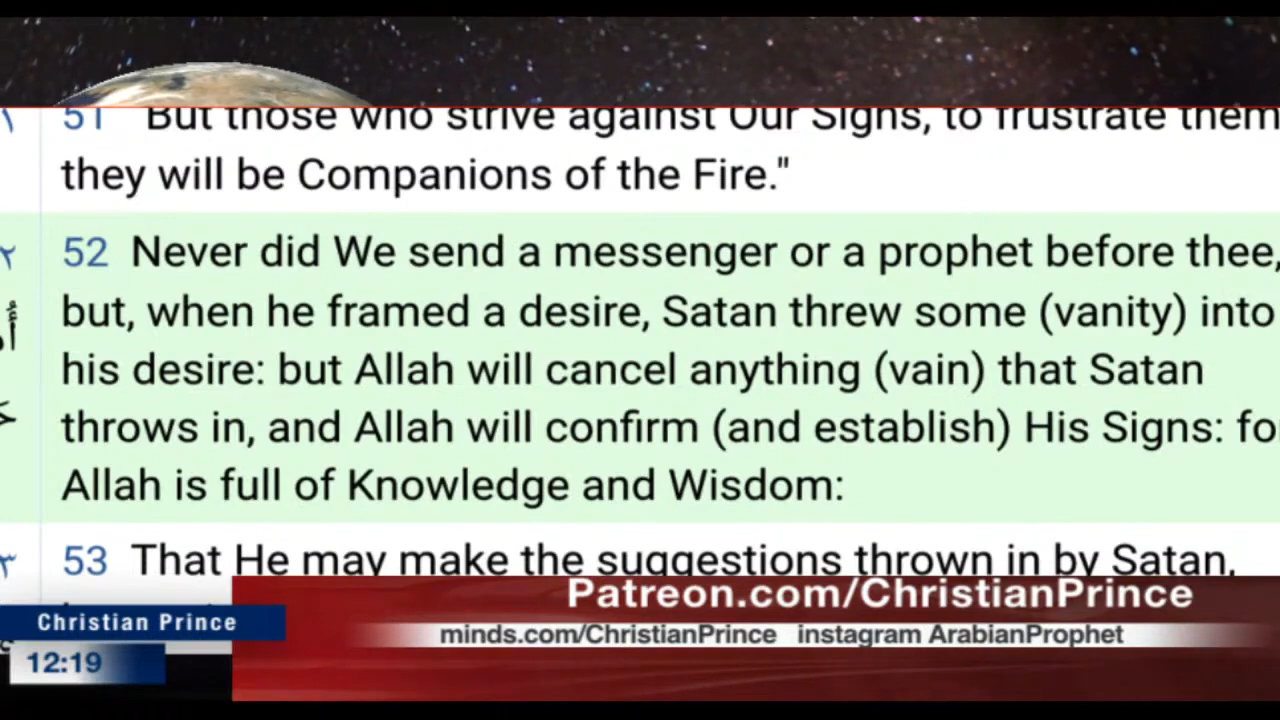 51 "But those who strive against Our Signs, to frustrate them
they will be Companions of the Fire."
52 Never did We send a messenger or a prophet before thee,
but, when he framed a desire, Satan threw some (vanity) into
his desire: but Allah will cancel anything (vain) that Satan
throws in, and Allah will confirm (and establish) His Signs: for
Allah is full of Knowledge and Wisdom:
53 That He may make the suggestions thrown in by Satan,
Patreon.com/ChristianPrince
Christian Prince
minds.com/ChristianPrince instagram ArabianProphet
12:19